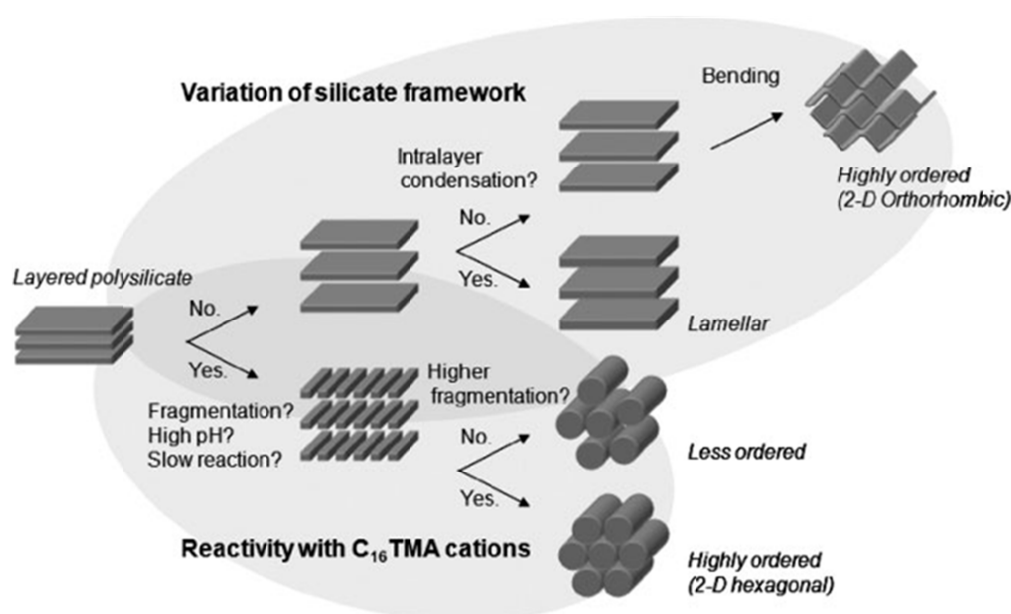 Variation of silicate framework
Bending
Intralayer
condensation?
Highly ordered
(2-D Orthorhombic)
No.
Yes.
Layered polysilicate
No.
Yes.
Lamellar
Fragmentation?
High pH?
Slow reaction?
Higher
fragmentation?
No.
Yes.
Less ordered
Reactivity with C₁₆TMA cations
Highly ordered
(2-D hexagonal)